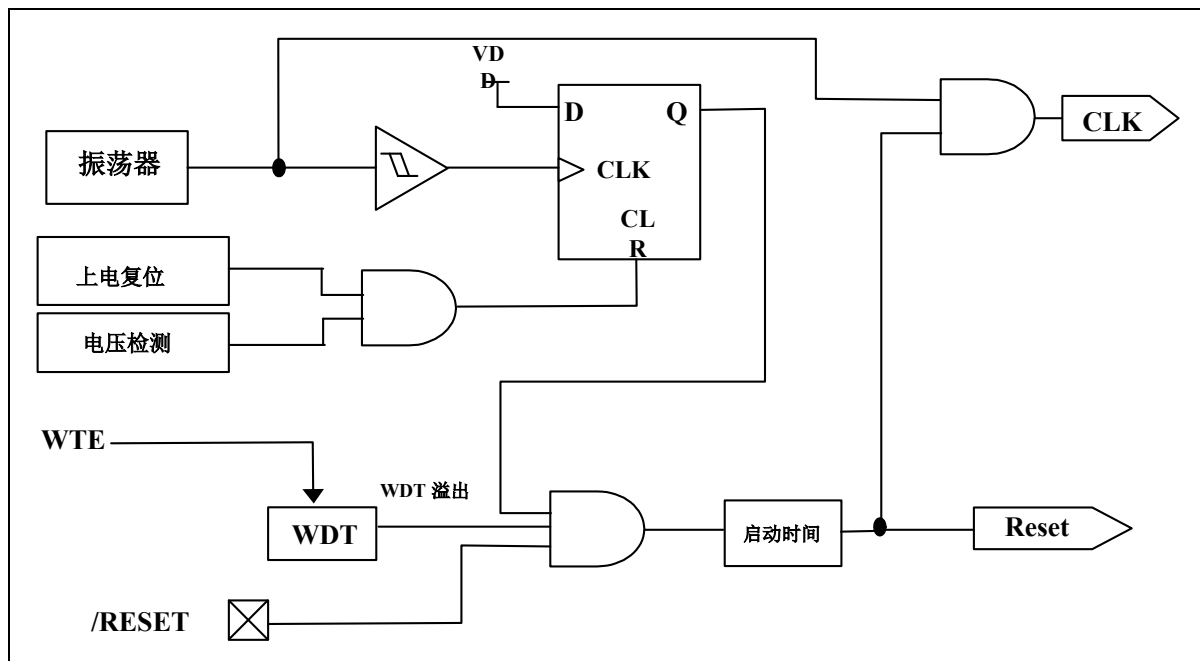 VD
D
D
Q
CLK
振荡器
CLK
CL
R
上电复位
电压检测
WTE
WDT 溢出
WDT
启动时间
Reset
/RESET